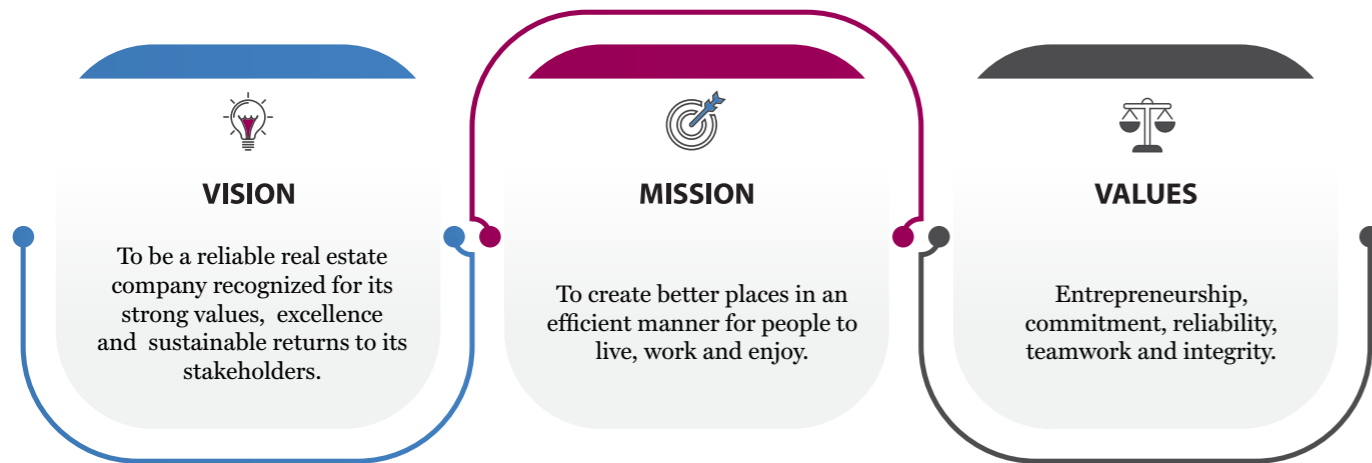 VISION
To be a reliable real estate
company recognized for its
strong values, excellence
and sustainable returns to its
stakeholders.
MISSION
To create better places in an
efficient manner for people to
live, work and enjoy.
VALUES
Entrepreneurship,
commitment, reliability,
teamwork and integrity.